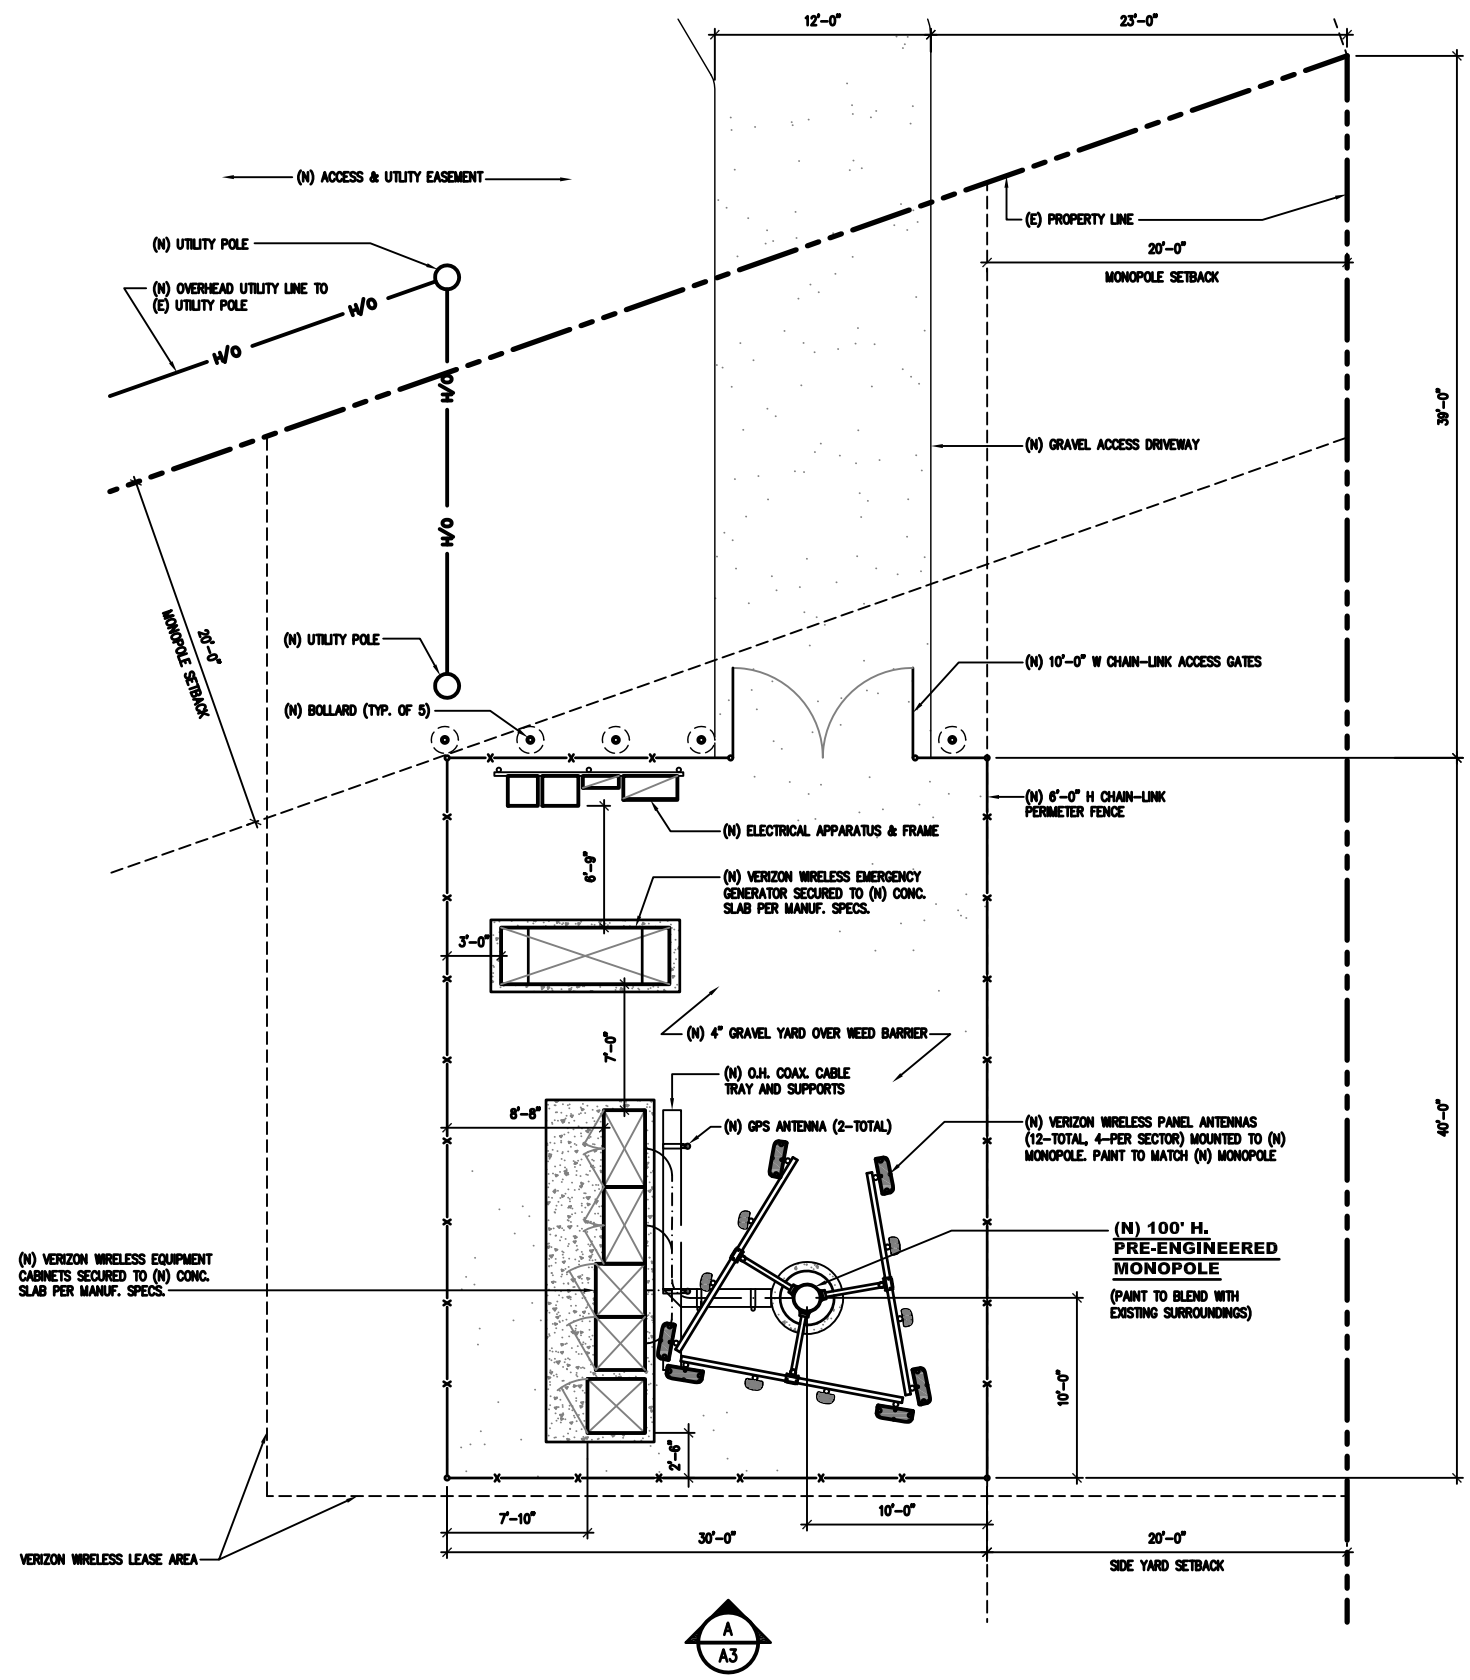 12'-0"
23'-0"
(N) ACCESS & UTLITY EASEMENT
(E) PROPERTY LINE
(N) UTILITY POLE
20'-0"
MONOPOLE SETBACK
(N) OVERHEAD UTILITY LINE TO
(E) UTILITY POLE
H/O
H/O
H/O
39'-0"
(N) GRAVEL ACCESS DRIVEWAY
H/O
20'-0"
MONOPOLE SETBACK
(N) UTILITY POLE
(N) 10'-0" W CHAIN-LINK ACCESS GATES
(N) BOLLARD (TYP. OF 5)
(N) 6'-0" H CHAIN-LINK
PERIMETER FENCE
(N) ELECTRICAL APPARATUS & FRAME
6'-9"
(N) VERIZON WIRELESS EMERGENCY
GENERATOR SECURED TO (N) CONC.
SLAB PER MANUF. SPECS.
3'-0"
(N) 4" GRAVEL YARD OVER WEED BARRIER
7'-0"
(N) O.H. COAX. CABLE
TRAY AND SUPPORTS
8'-8"
(N) GPS ANTENNA (2-TOTAL)
(N) VERIZON WIRELESS PANEL ANTENNAS
(12-TOTAL, 4-PER SECTOR) MOUNTED TO (N)
MONOPOLE. PAINT TO MATCH (N) MONOPOLE
40'-0"
(N) 100' H.
PRE-ENGINEERED
MONOPOLE
(PAINT TO BLEND WITH
EXISTING SURROUNDINGS)
(N) VERIZON WIRELESS EQUIPMENT
CABINETS SECURED TO (N) CONC.
SLAB PER MANUF. SPECS.
10'-0"
2'-6"
7'-10"
10'-0"
30'-0"
20'-0"
SIDE YARD SETBACK
VERIZON WIRELESS LEASE AREA
A
A3